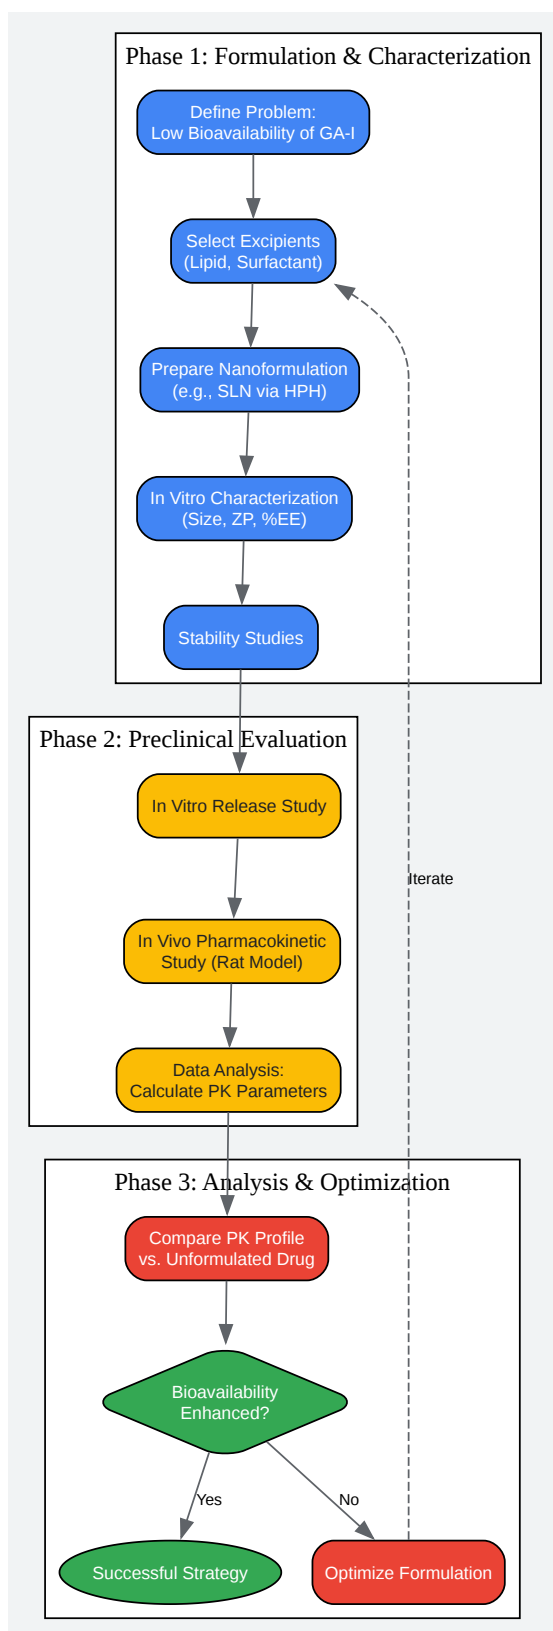 Phase 1: Formulation & Characterization
Define Problem:
Low Bioavailability of GA-I
Select Excipients
(Lipid, Surfactant)
Prepare Nanoformulation
(e.g., SLN via HPH)
In Vitro Characterization
(Size, ZP, %EE)
Stability Studies
Phase 2: Preclinical Evaluation
In Vitro Release Study
Iterate
In Vivo Pharmacokinetic
Study (Rat Model)
Data Analysis:
Calculate PK Parameters
Phase 3: Analysis & Optimization
Compare PK Profile
vs. Unformulated Drug
Bioavailability
Enhanced?
Yes
No
Successful Strategy
Optimize Formulation